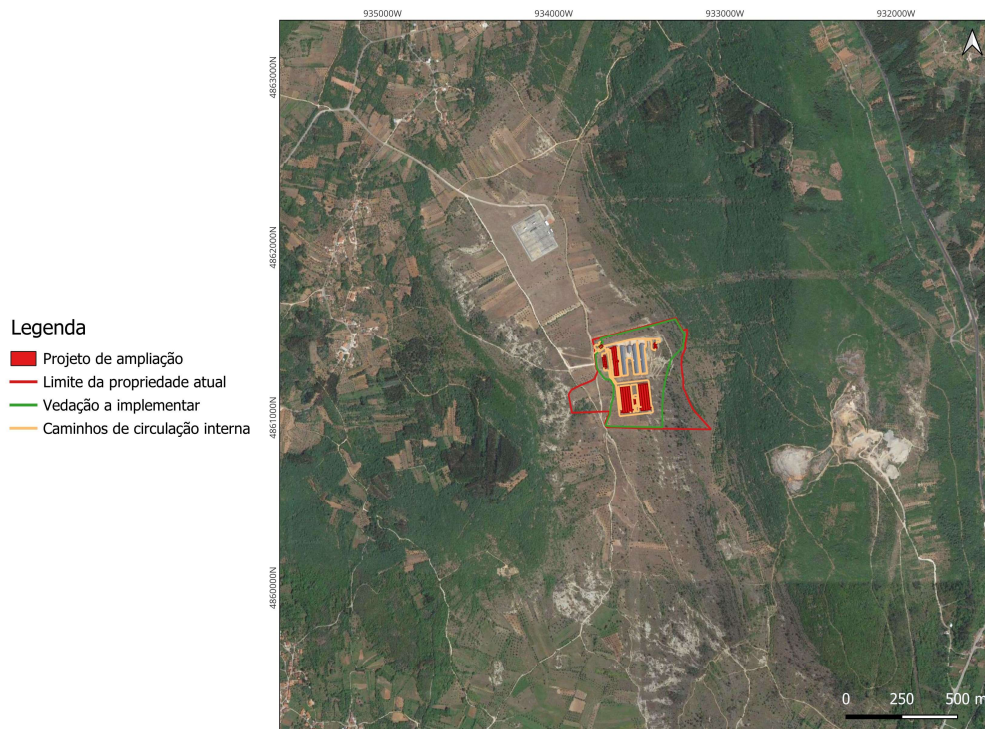 935000W 934000W 933000W 932000W
4863000N
4862000N
4861000N
4860000N
Legenda
Projeto de ampliação
Limite da propriedade atual
Vedação a implementar
Caminhos de circulação interna
0 250 500 m